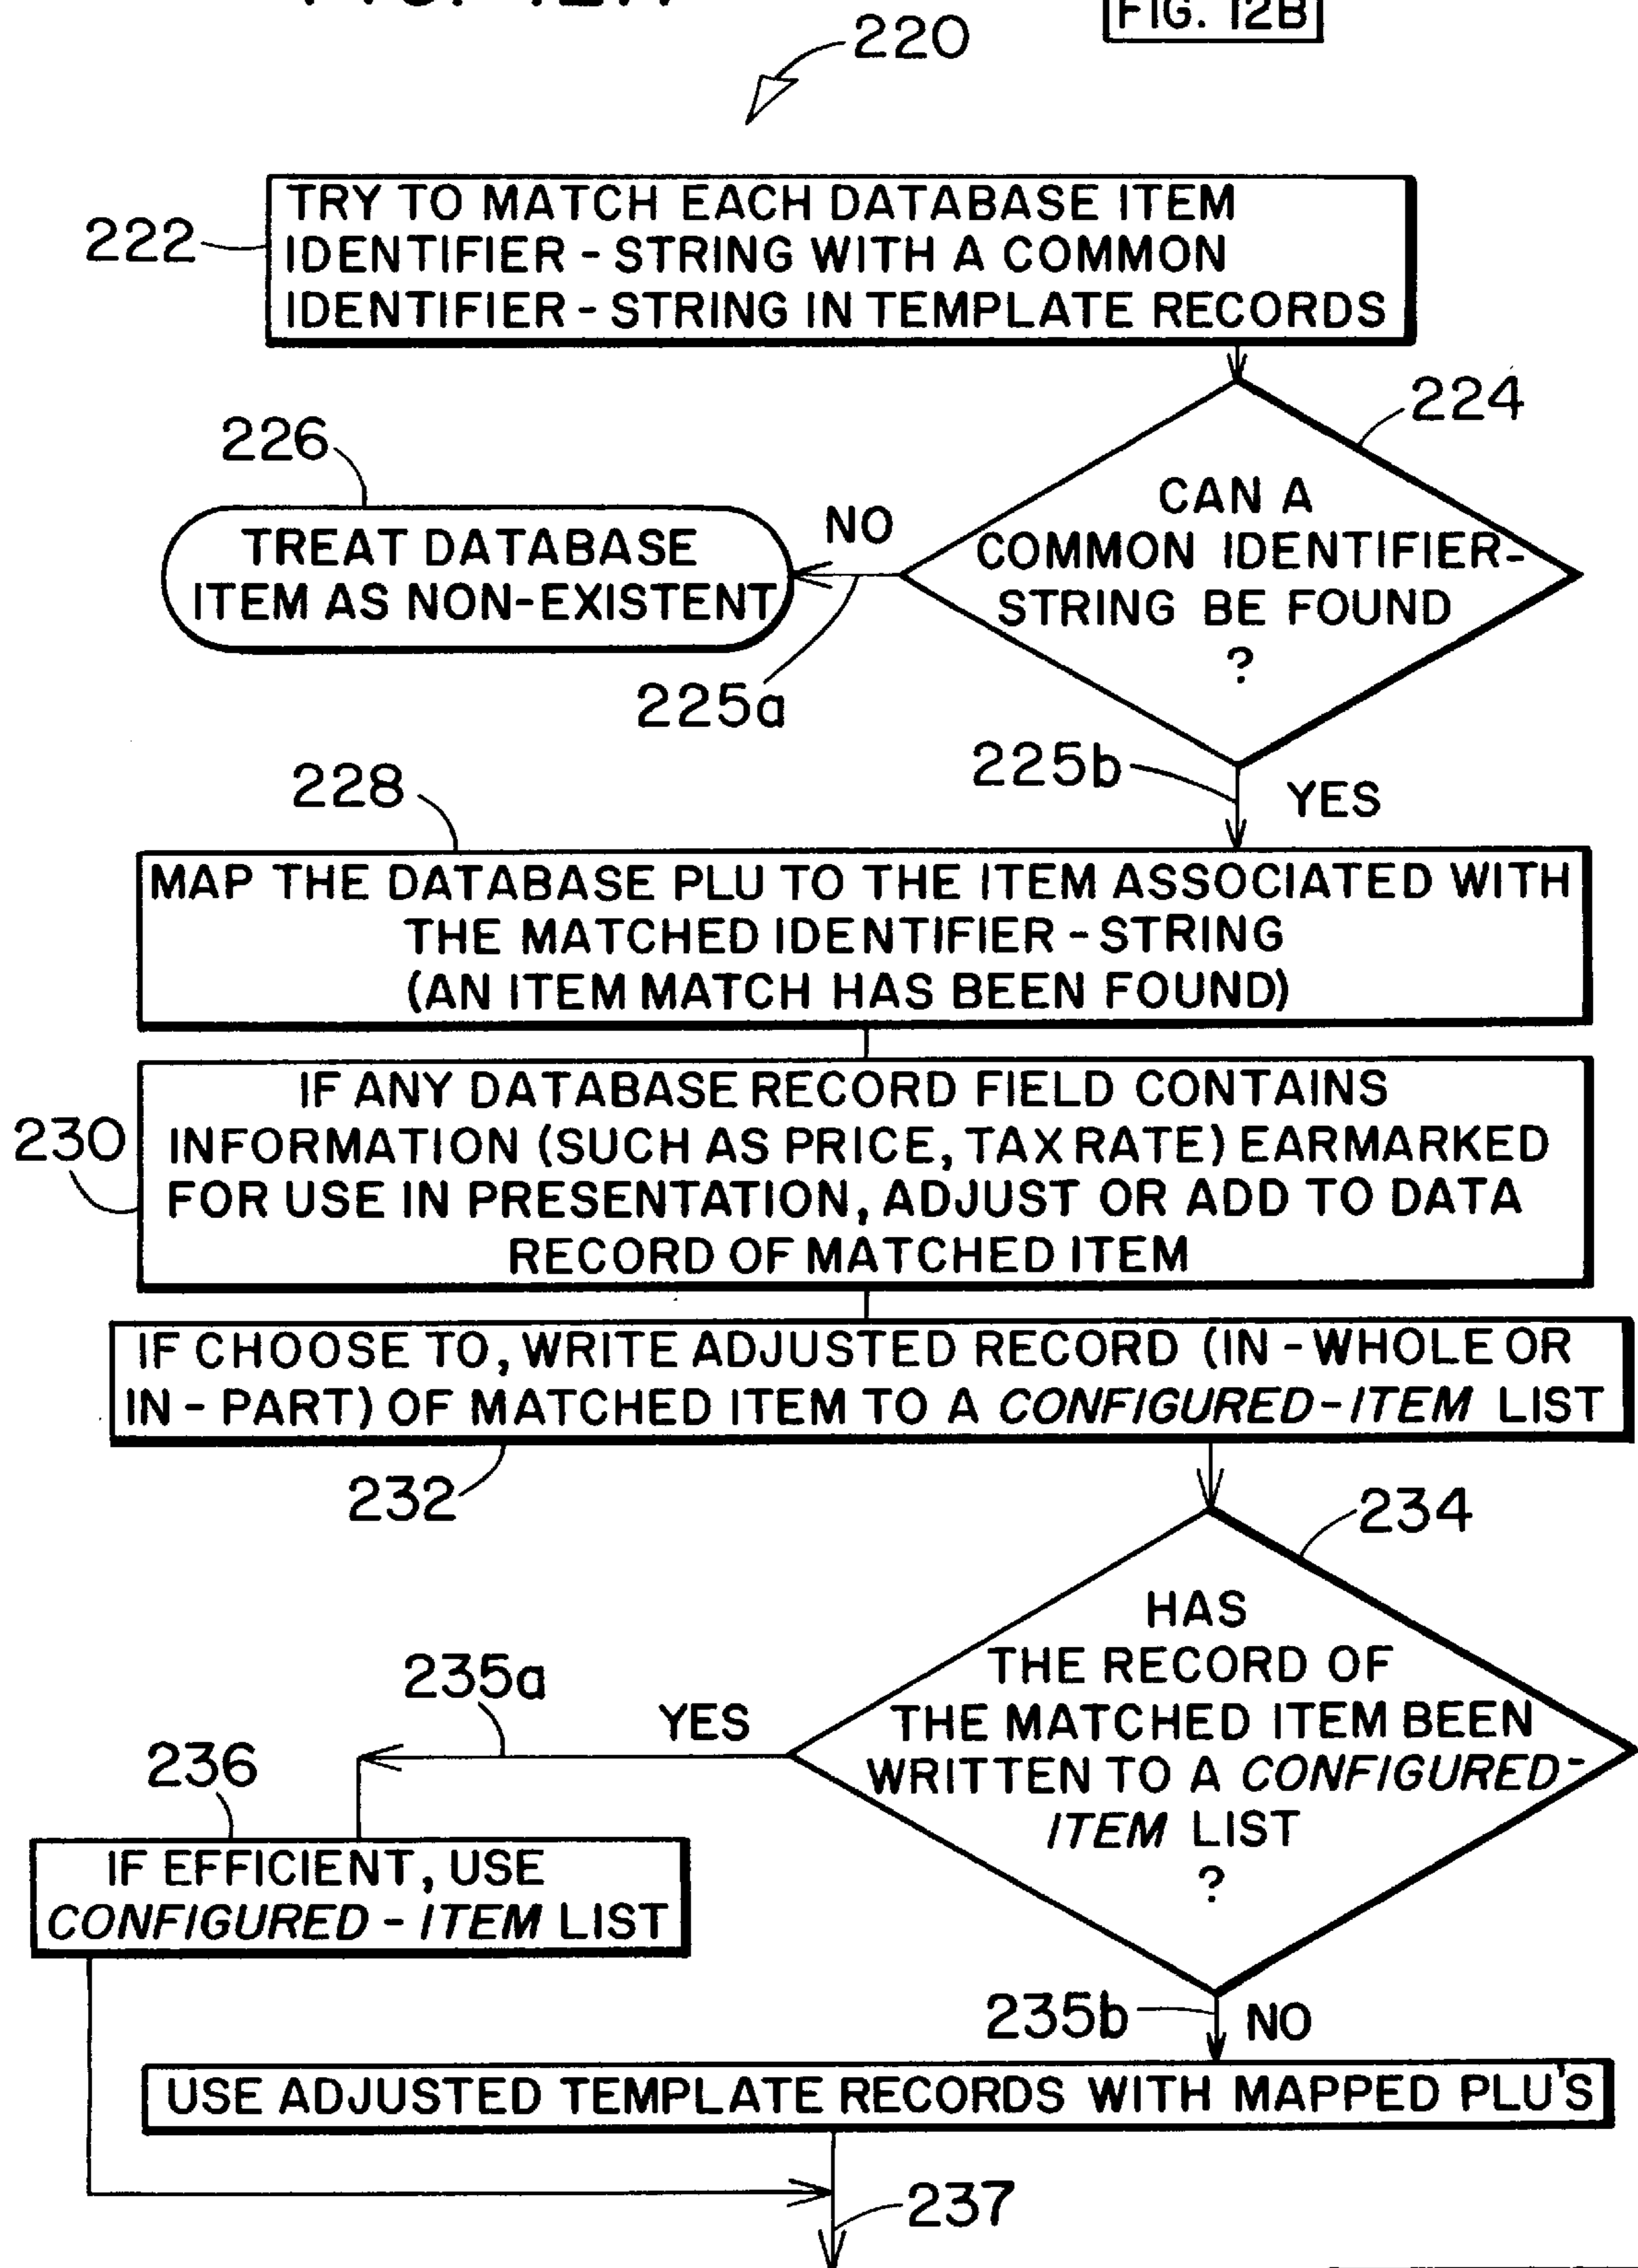 FIG. 12B
220
222
TRY TO MATCH EACH DATABASE ITEM
IDENTIFIER - STRING WITH A COMMON
IDENTIFIER - STRING IN TEMPLATE RECORDS
224
226
CAN A
COMMON IDENTIFIER-
STRING BE FOUND
?
NO
TREAT DATABASE
ITEM AS NON-EXISTENT
225a
225b
YES
228
MAP THE DATABASE PLU TO THE ITEM ASSOCIATED WITH
THE MATCHED IDENTIFIER - STRING
(AN ITEM MATCH HAS BEEN FOUND)
230
IF ANY DATABASE RECORD FIELD CONTAINS
INFORMATION (SUCH AS PRICE, TAX RATE) EARMARKED
FOR USE IN PRESENTATION, ADJUST OR ADD TO DATA
RECORD OF MATCHED ITEM
IF CHOOSE TO, WRITE ADJUSTED RECORD (IN - WHOLE OR
IN - PART) OF MATCHED ITEM TO A CONFIGURED-ITEM LIST
232
234
HAS
THE RECORD OF
THE MATCHED ITEM BEEN
WRITTEN TO A CONFIGURED-
ITEM LIST
?
235a
YES
236
IF EFFICIENT, USE
CONFIGURED - ITEM LIST
235b
NO
USE ADJUSTED TEMPLATE RECORDS WITH MAPPED PLU'S
237